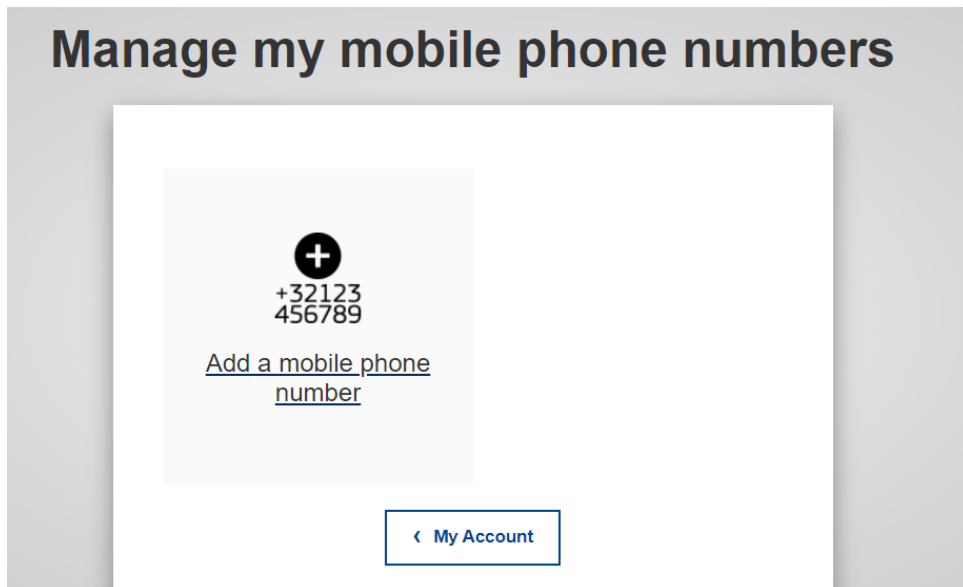 Manage my mobile phone numbers
+32123
456789
Add a mobile phone
number
‹ My Account